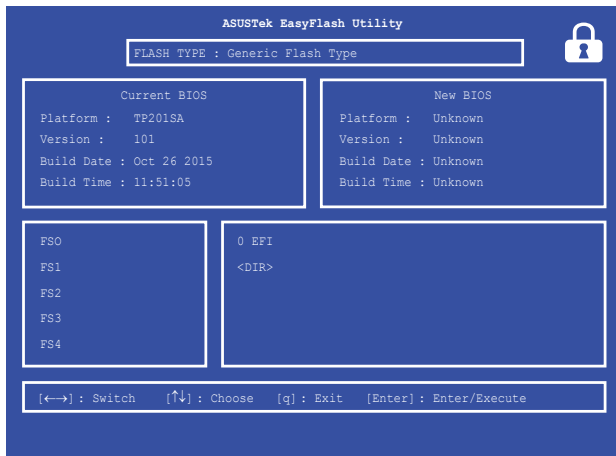 ASUSTek EasyFlash Utility
FLASH TYPE : Generic Flash Type
Current BIOS
Platform : TP201SA
Version : 101
Build Date : Oct 26 2015
Build Time : 11:51:05
New BIOS
Platform : Unknown
Version : Unknown
Build Date : Unknown
Build Time : Unknown
FSO
FS1
FS2
FS3
FS4
0 EFI
<DIR>
[←→] : Switch [↑↓] : Choose [q] : Exit [Enter] : Enter/Execute